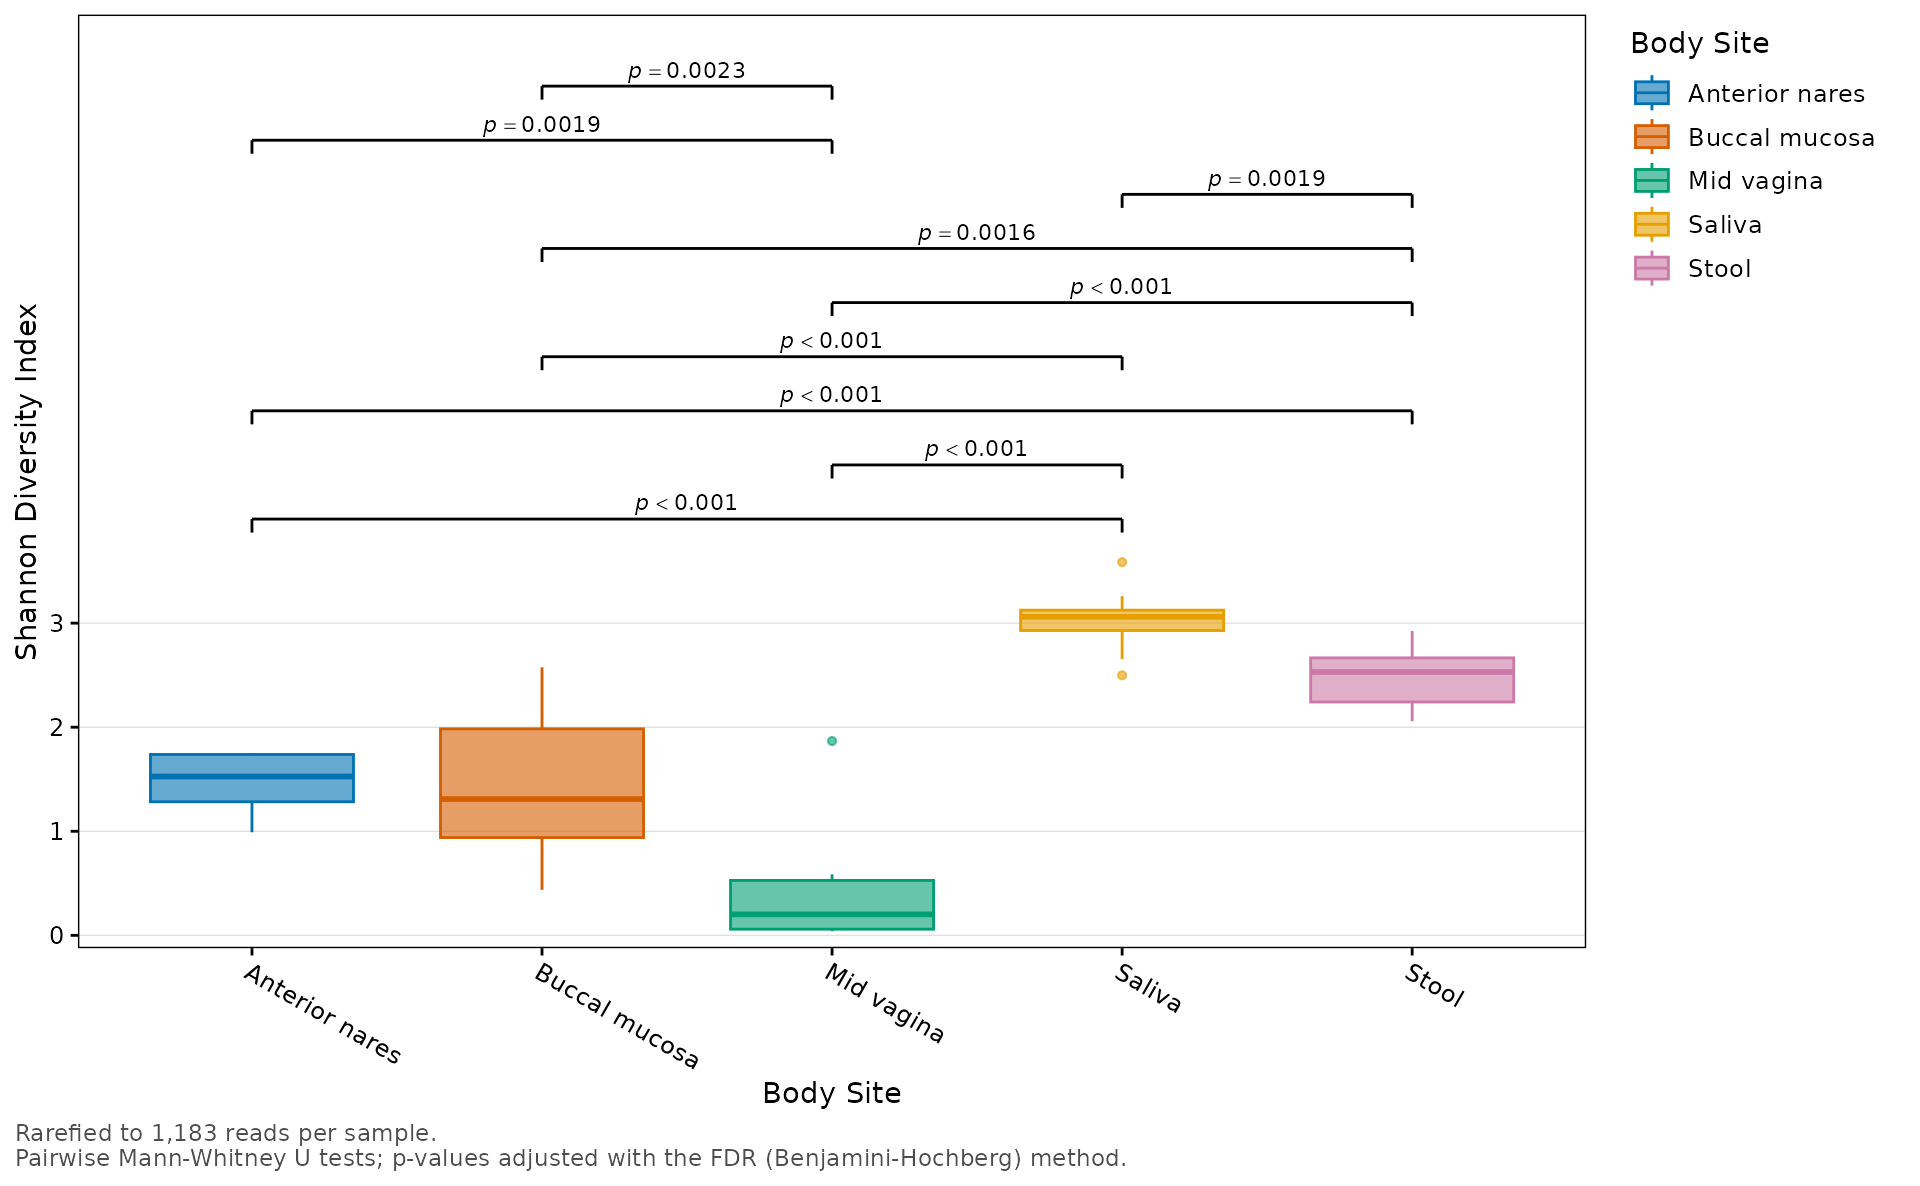 p = 0.0023
p = 0.0019
p = 0.0019
p = 0.0016
p < 0.001
p < 0.001
p < 0.001
p < 0.001
p < 0.001
Shannon Diversity Index
3
2
1
0
Anterior nares
Buccal mucosa
Mid vagina
Saliva
Stool
Body Site
Body Site
Anterior nares
Buccal mucosa
Mid vagina
Saliva
Stool
Rarefied to 1,183 reads per sample.
Pairwise Mann-Whitney U tests; p-values adjusted with the FDR (Benjamini-Hochberg) method.